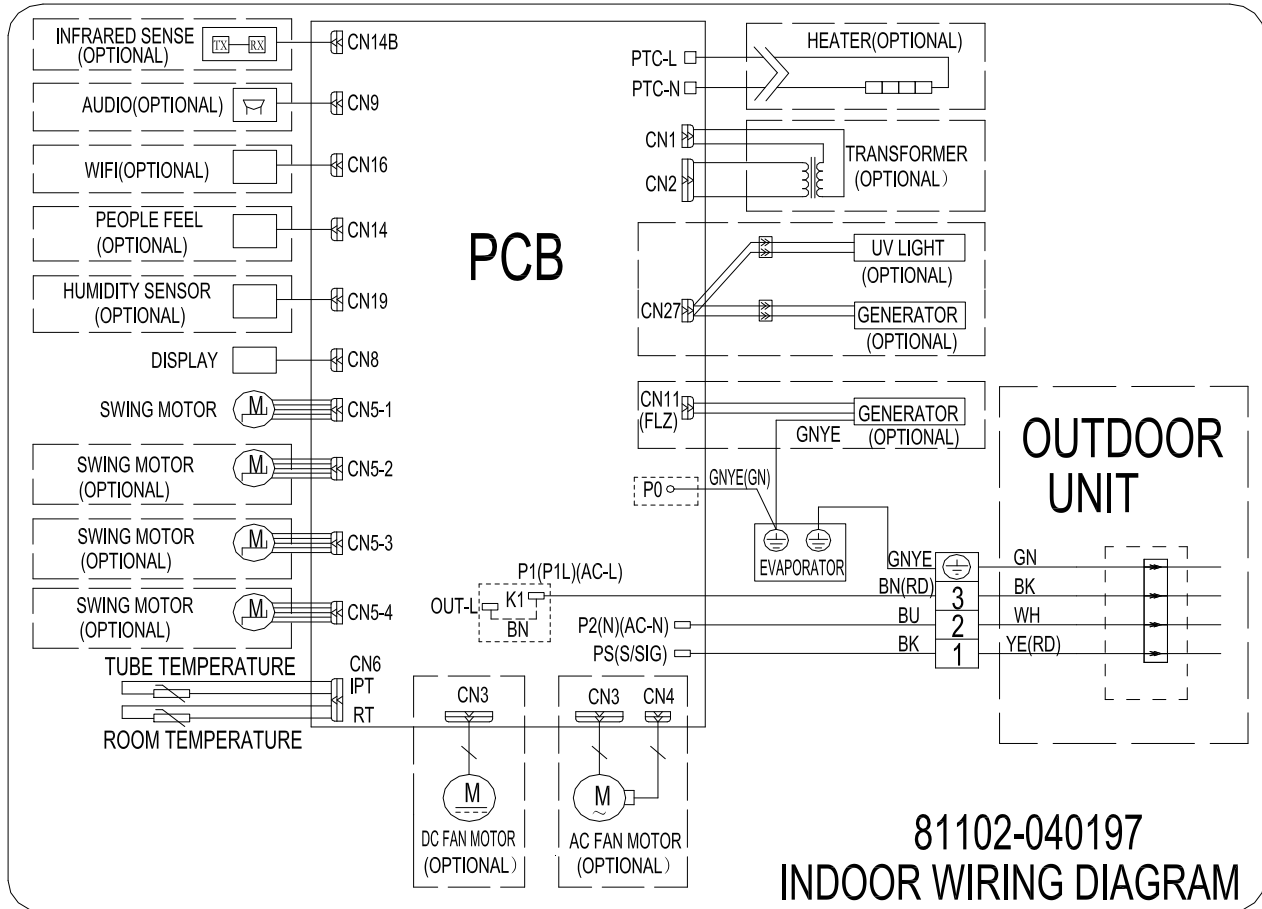 INFRARED SENSE
(OPTIONAL)
TX
RX
CN14B
AUDIO(OPTIONAL)
CN9
WIFI(OPTIONAL)
CN16
PEOPLE FEEL
(OPTIONAL)
CN14
HUMIDITY SENSOR
(OPTIONAL)
CN19
DISPLAY
CN8
SWING MOTOR
M
CN5-1
SWING MOTOR
(OPTIONAL)
M
CN5-2
SWING MOTOR
(OPTIONAL)
M
CN5-3
SWING MOTOR
(OPTIONAL)
M
CN5-4
TUBE TEMPERATURE
CN6
IPT
RT
ROOM TEMPERATURE
PCB
PTC-L
PTC-N
HEATER(OPTIONAL)
CN1
CN2
TRANSFORMER
(OPTIONAL)
CN27
UV LIGHT
(OPTIONAL)
GENERATOR
(OPTIONAL)
CN11
(FLZ)
GENERATOR
(OPTIONAL)
GNYE
P0
GNYE(GN)
EVAPORATOR
P1(P1L)(AC-L)
OUT-L
K1
BN
P2(N)(AC-N)
PS(S/SIG)
GNYE
BN(RD)
BU
BK
3
2
1
GN
BK
WH
YE(RD)
OUTDOOR
UNIT
CN3
M
DC FAN MOTOR
(OPTIONAL)
CN3
CN4
M
~
AC FAN MOTOR
(OPTIONAL)
81102-040197
INDOOR WIRING DIAGRAM